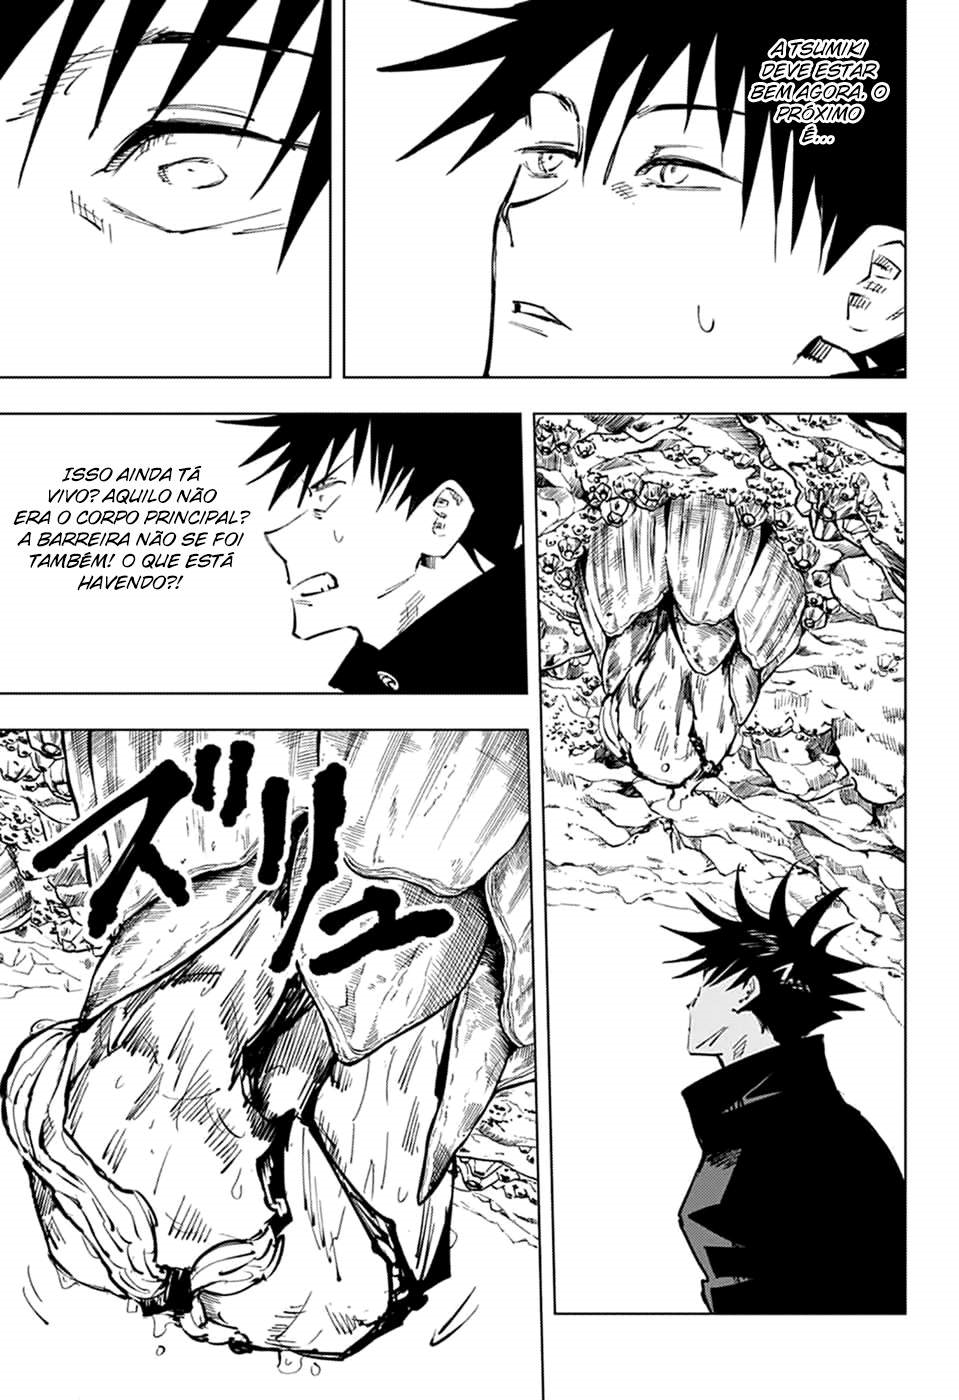 A TSUMIKI
DEVE ESTAR
BEM AGORA. O
PRÓXIMO
É...
ISSO AINDA TÁ
VIVO? AQUILO NÃO
ERA O CORPO PRINCIPAL?
A BARREIRA NÃO SE FOI
TAMBÉM! O QUE ESTÁ
HAVENDO?!
ズリュ